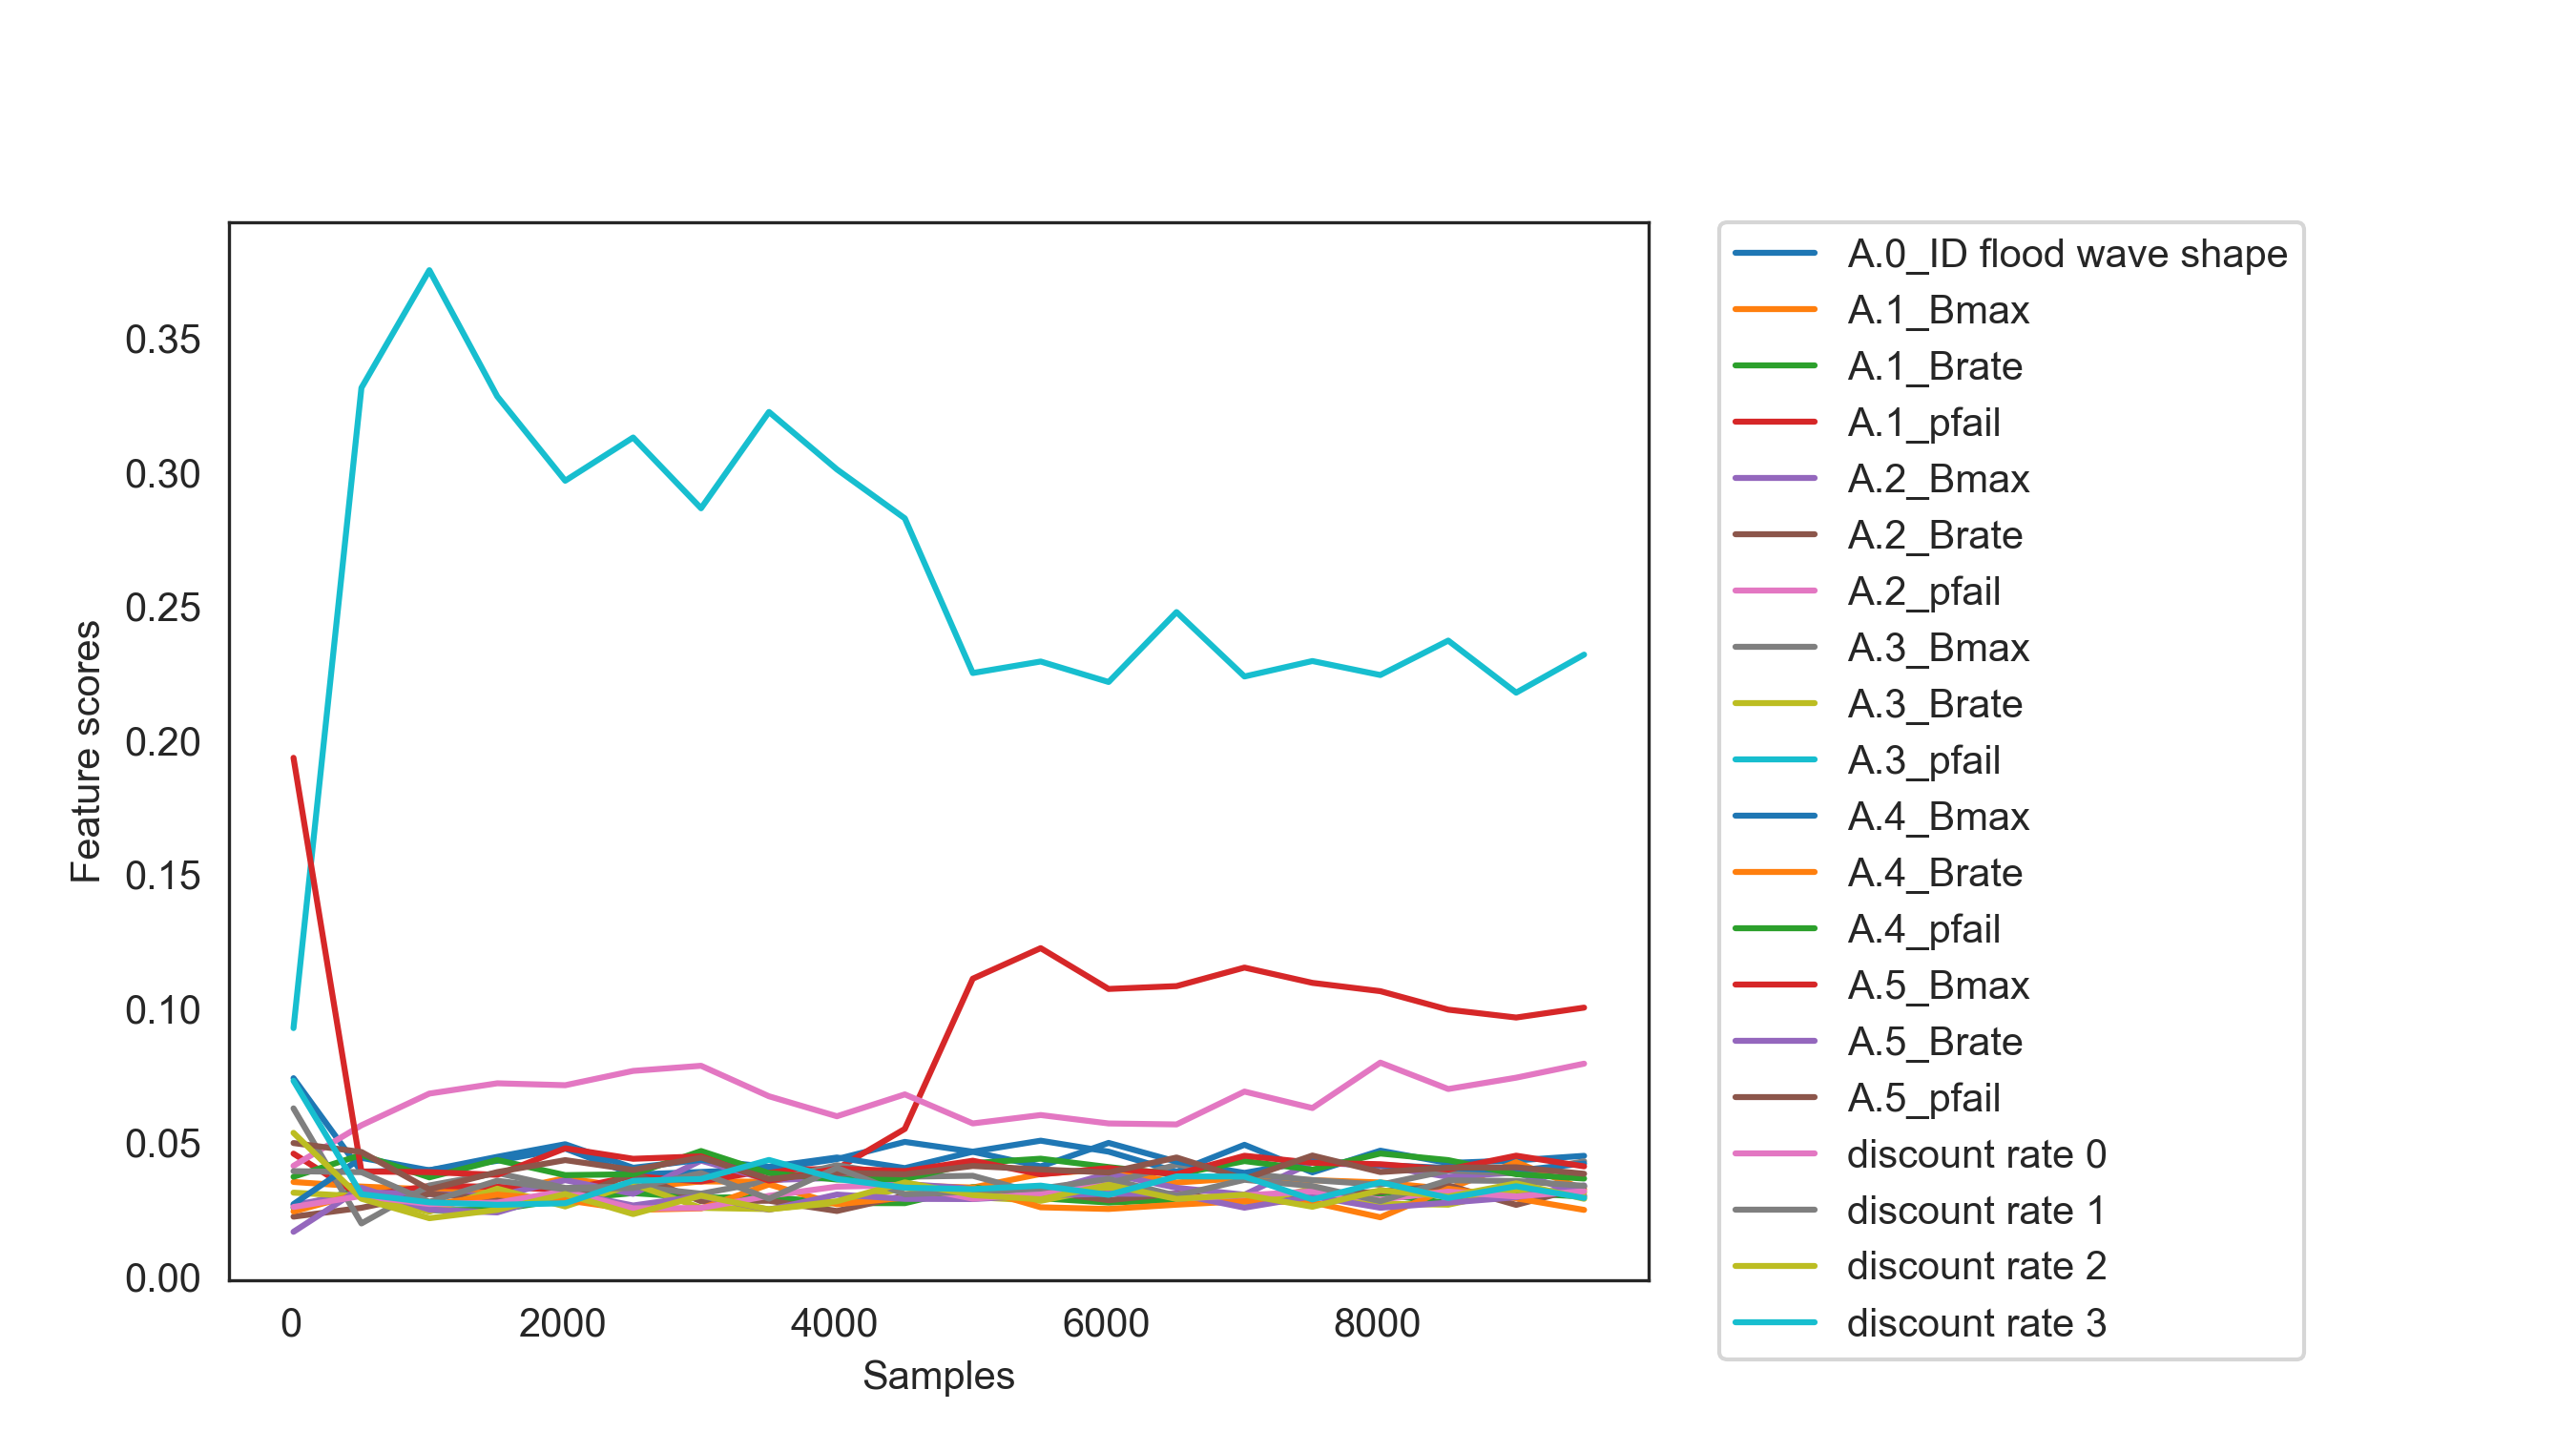 0.35
0.30
0.25
0.20
0.15
0.10
0.05
0.00
Feature scores
0 2000 4000 6000 8000
Samples
A.0_ID flood wave shape
A.1_Bmax
A.1_Brate
A.1_pfail
A.2_Bmax
A.2_Brate
A.2_pfail
A.3_Bmax
A.3_Brate
A.3_pfail
A.4_Bmax
A.4_Brate
A.4_pfail
A.5_Bmax
A.5_Brate
A.5_pfail
discount rate 0
discount rate 1
discount rate 2
discount rate 3